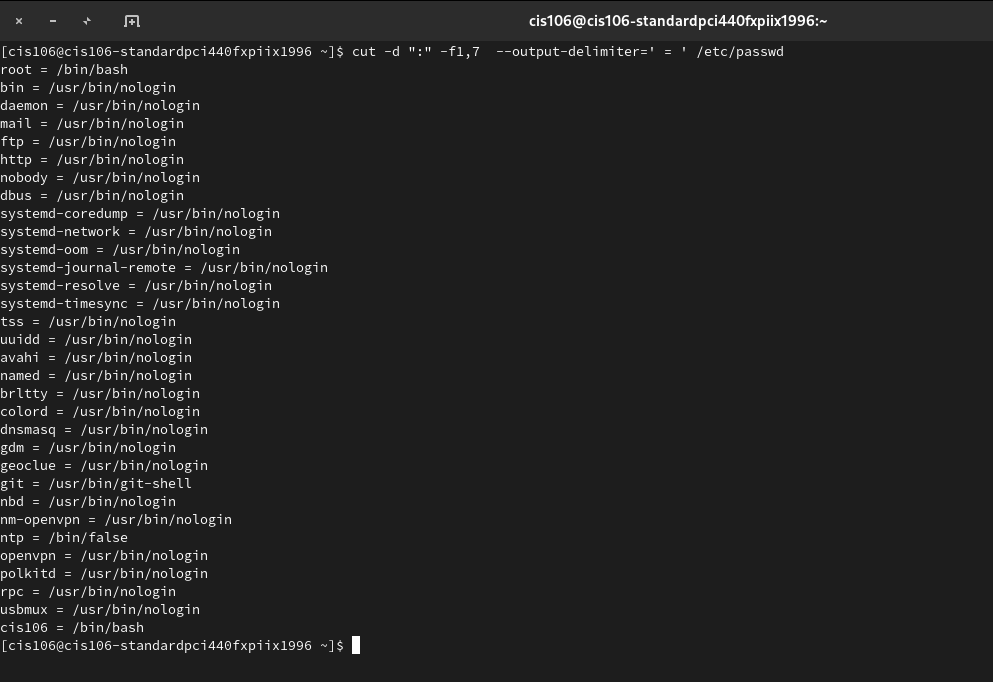 cis106@cis106-standardpci440fxpiix1996:~
[cis106@cis106-standardpci440fxpiix1996 ~]$ cut -d ":" -f1,7  --output-delimiter=' = ' /etc/passwd
root = /bin/bash
bin = /usr/bin/nologin
daemon = /usr/bin/nologin
mail = /usr/bin/nologin
ftp = /usr/bin/nologin
http = /usr/bin/nologin
nobody = /usr/bin/nologin
dbus = /usr/bin/nologin
systemd-coredump = /usr/bin/nologin
systemd-network = /usr/bin/nologin
systemd-oom = /usr/bin/nologin
systemd-journal-remote = /usr/bin/nologin
systemd-resolve = /usr/bin/nologin
systemd-timesync = /usr/bin/nologin
tss = /usr/bin/nologin
uuidd = /usr/bin/nologin
avahi = /usr/bin/nologin
named = /usr/bin/nologin
brltty = /usr/bin/nologin
colord = /usr/bin/nologin
dnsmasq = /usr/bin/nologin
gdm = /usr/bin/nologin
geoclue = /usr/bin/nologin
git = /usr/bin/git-shell
nbd = /usr/bin/nologin
nm-openvpn = /usr/bin/nologin
ntp = /bin/false
openvpn = /usr/bin/nologin
polkitd = /usr/bin/nologin
rpc = /usr/bin/nologin
usbmux = /usr/bin/nologin
cis106 = /bin/bash
[cis106@cis106-standardpci440fxpiix1996 ~]$